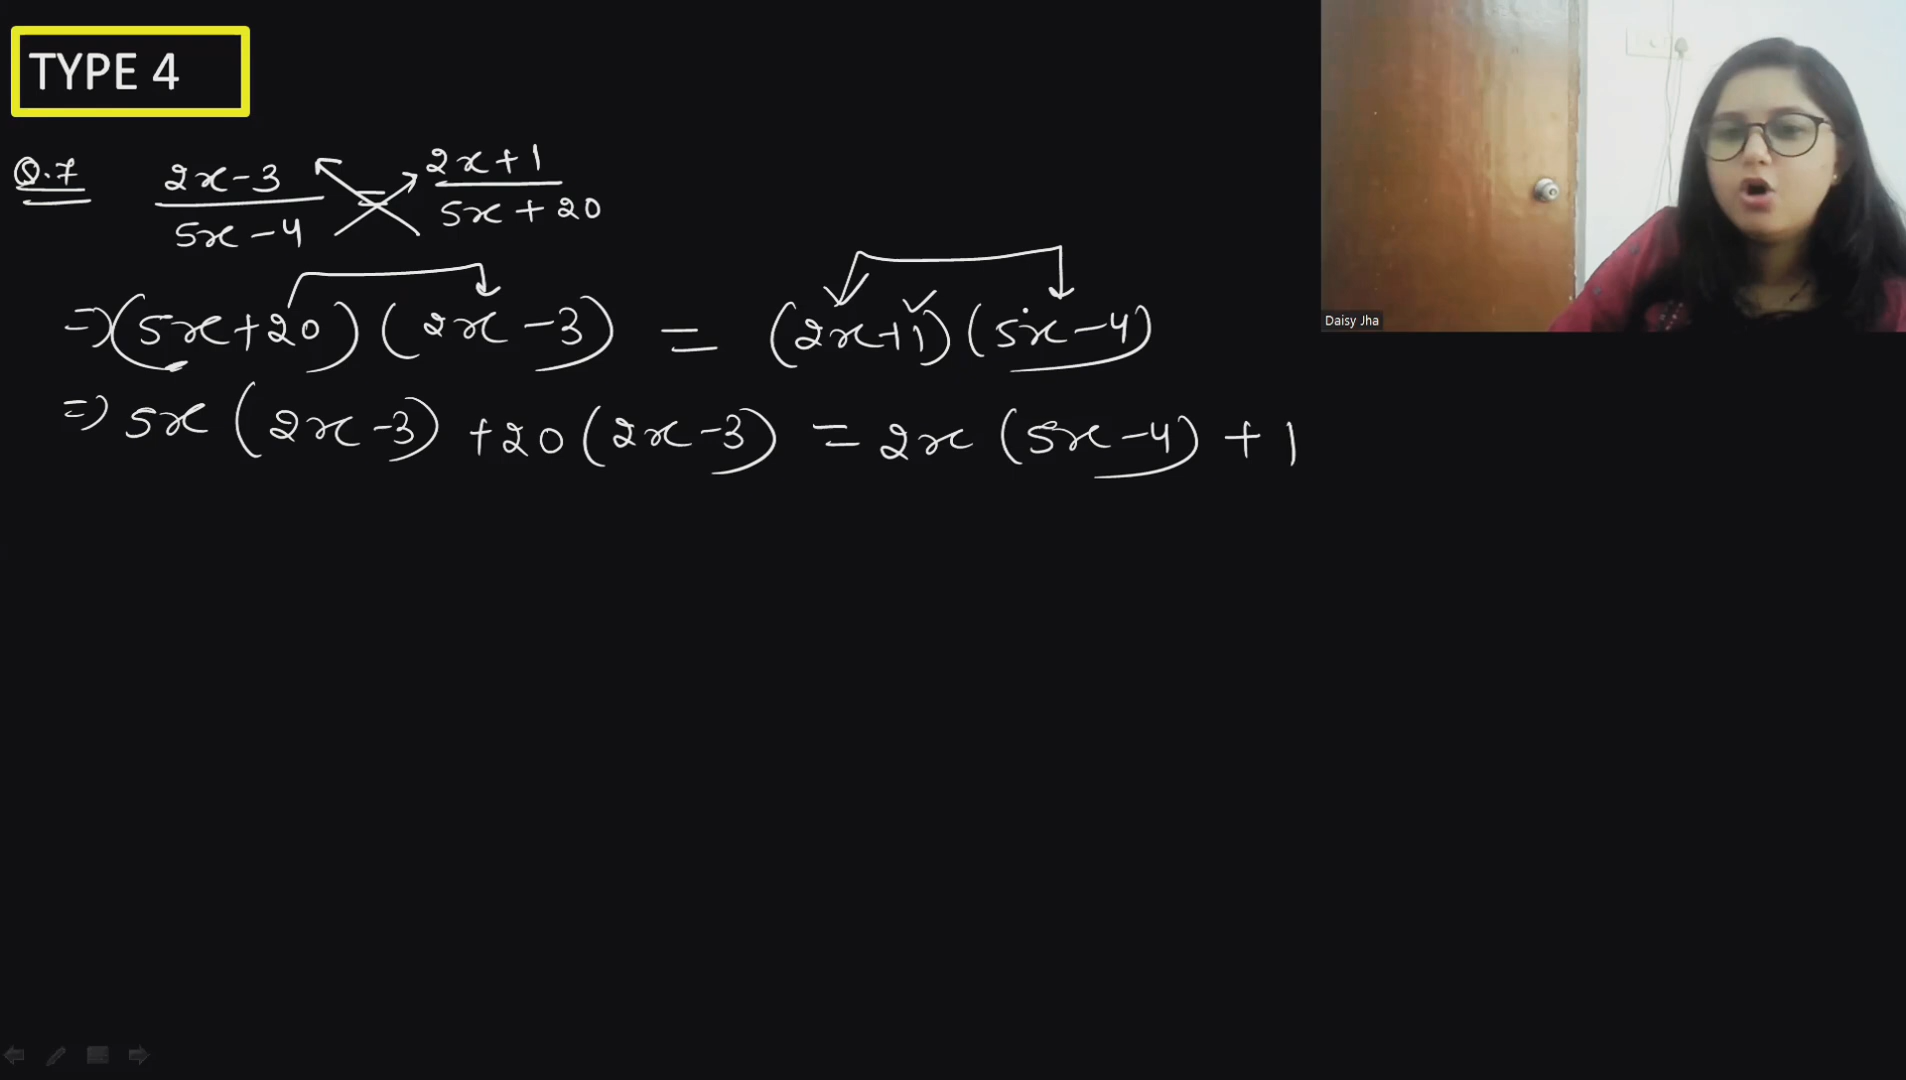 TYPE 4
Q.7 2x-3/5x-4 = 2x+1/5x+20
=> (5x+20)(2x-3) = (2x+1)(5x-4)
=> 5x(2x-3) +20(2x-3) = 2x(5x-4) + 1
Daisy Jha